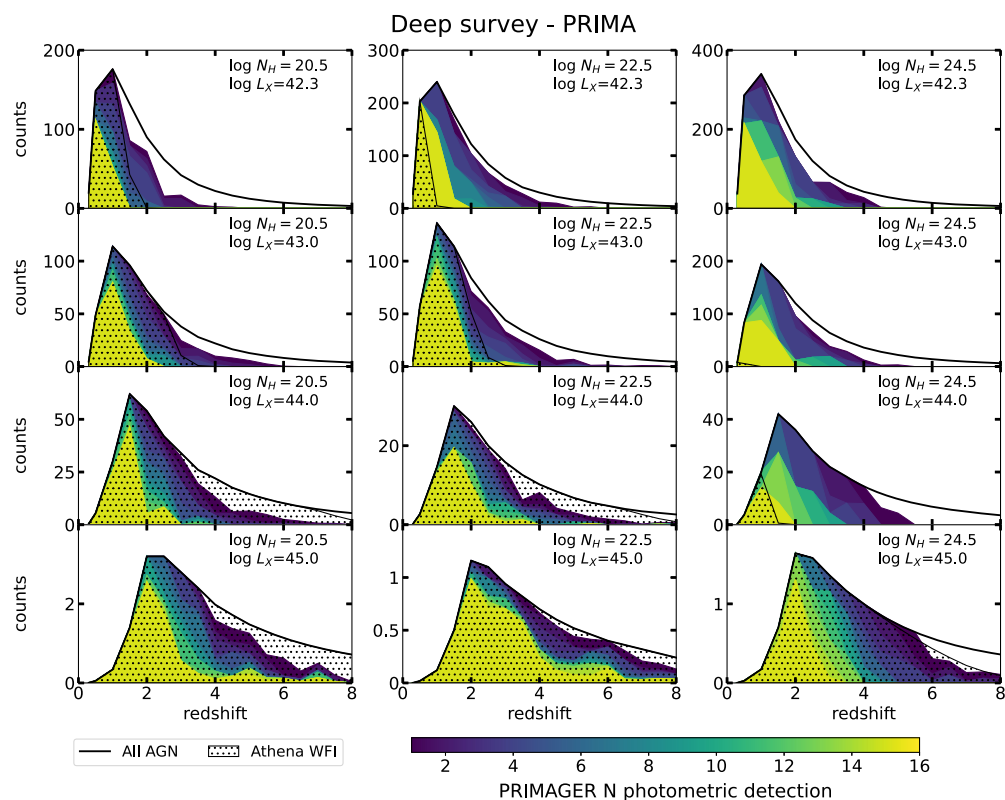 Deep survey - PRIMA
200
100
0
counts
log N_H = 20.5
log L_X=42.3
300
200
100
0
log N_H = 22.5
log L_X=42.3
400
200
0
log N_H = 24.5
log L_X=42.3
100
50
0
counts
log N_H = 20.5
log L_X=43.0
100
50
0
log N_H = 22.5
log L_X=43.0
200
100
0
log N_H = 24.5
log L_X=43.0
50
25
0
counts
log N_H = 20.5
log L_X=44.0
20
0
log N_H = 22.5
log L_X=44.0
40
20
0
log N_H = 24.5
log L_X=44.0
2
0
counts
log N_H = 20.5
log L_X=45.0
1
0.5
0
log N_H = 22.5
log L_X=45.0
1
0
log N_H = 24.5
log L_X=45.0
0 2 4 6 8
0 2 4 6 8
0 2 4 6 8
redshift
redshift
redshift
All AGN
Athena WFI
2 4 6 8 10 12 14 16
PRIMAGER N photometric detection